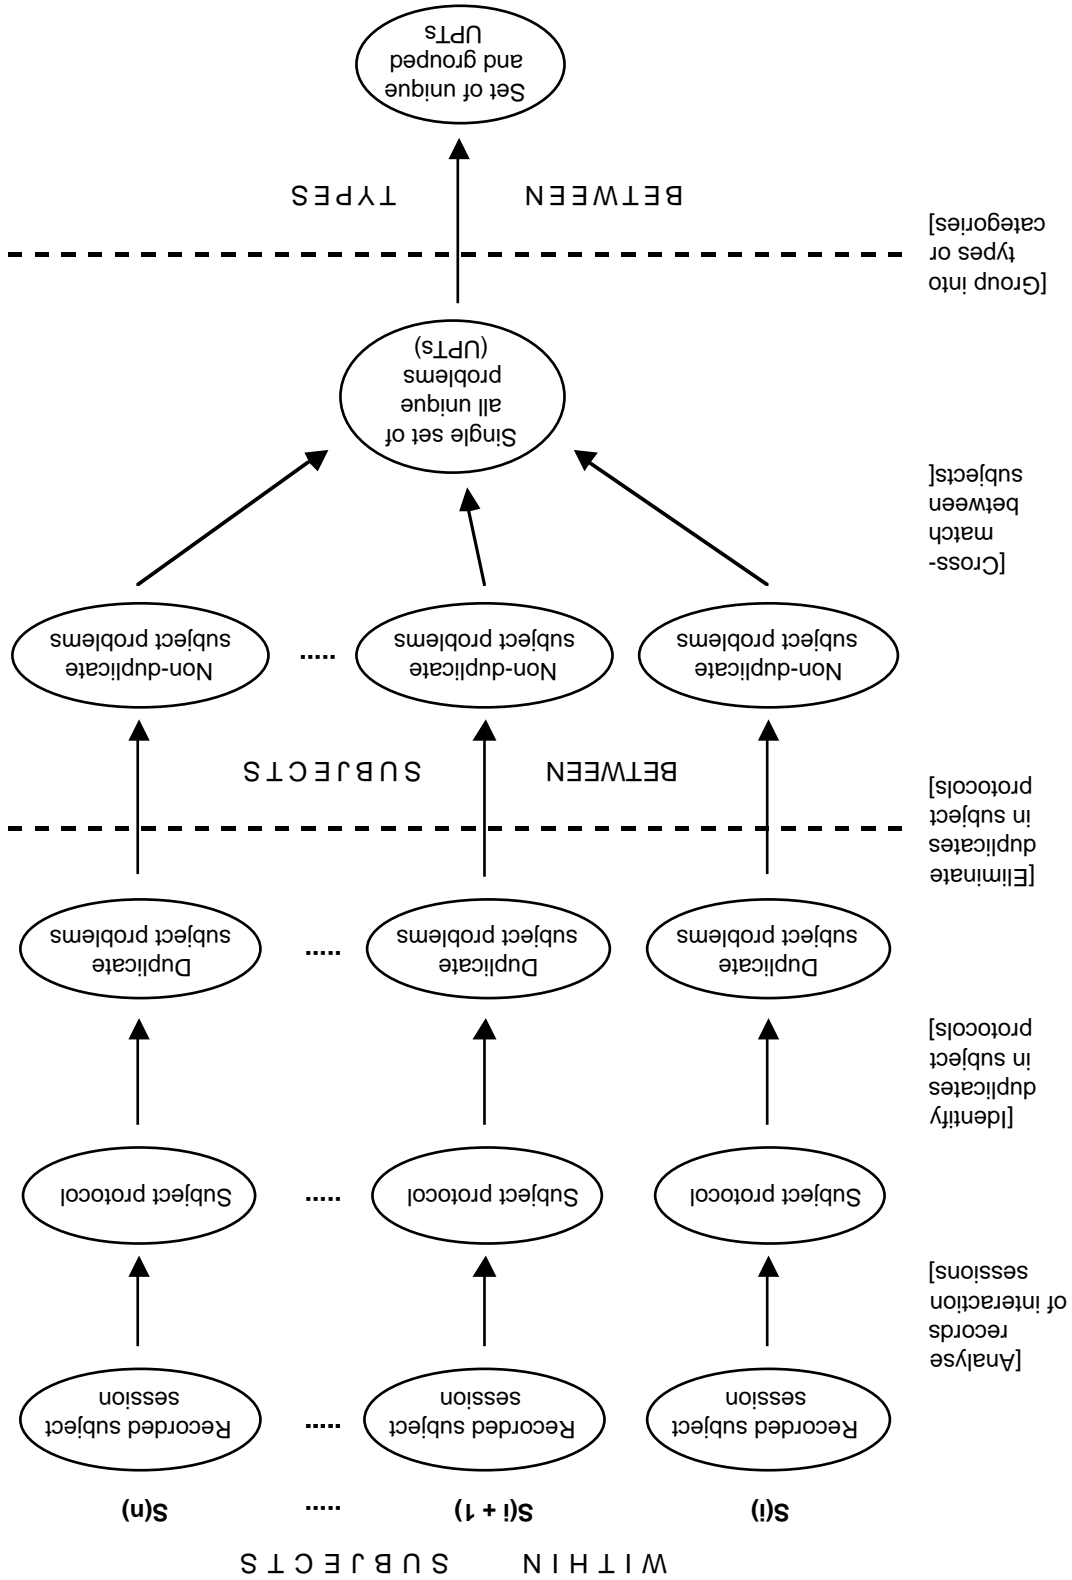 WITHIN SUBJECTS
S(i) S(i + 1) ..... S(n)
[Analyse
records
of interaction
sessions]
Recorded subject
session
Recorded subject
session
.....
Recorded subject
session
Subject protocol
Subject protocol
.....
Subject protocol
[Identify
duplicates
in subject
protocols]
Duplicate
subject problems
Duplicate
subject problems
.....
Duplicate
subject problems
[Eliminate
duplicates
in subject
protocols]
BETWEEN SUBJECTS
Non-duplicate
subject problems
Non-duplicate
subject problems
.....
Non-duplicate
subject problems
[Cross-
match
between
subjects]
Single set of
all unique
problems
(UPTs)
[Group into
types or
categories]
BETWEEN TYPES
Set of unique
and grouped
UPTs